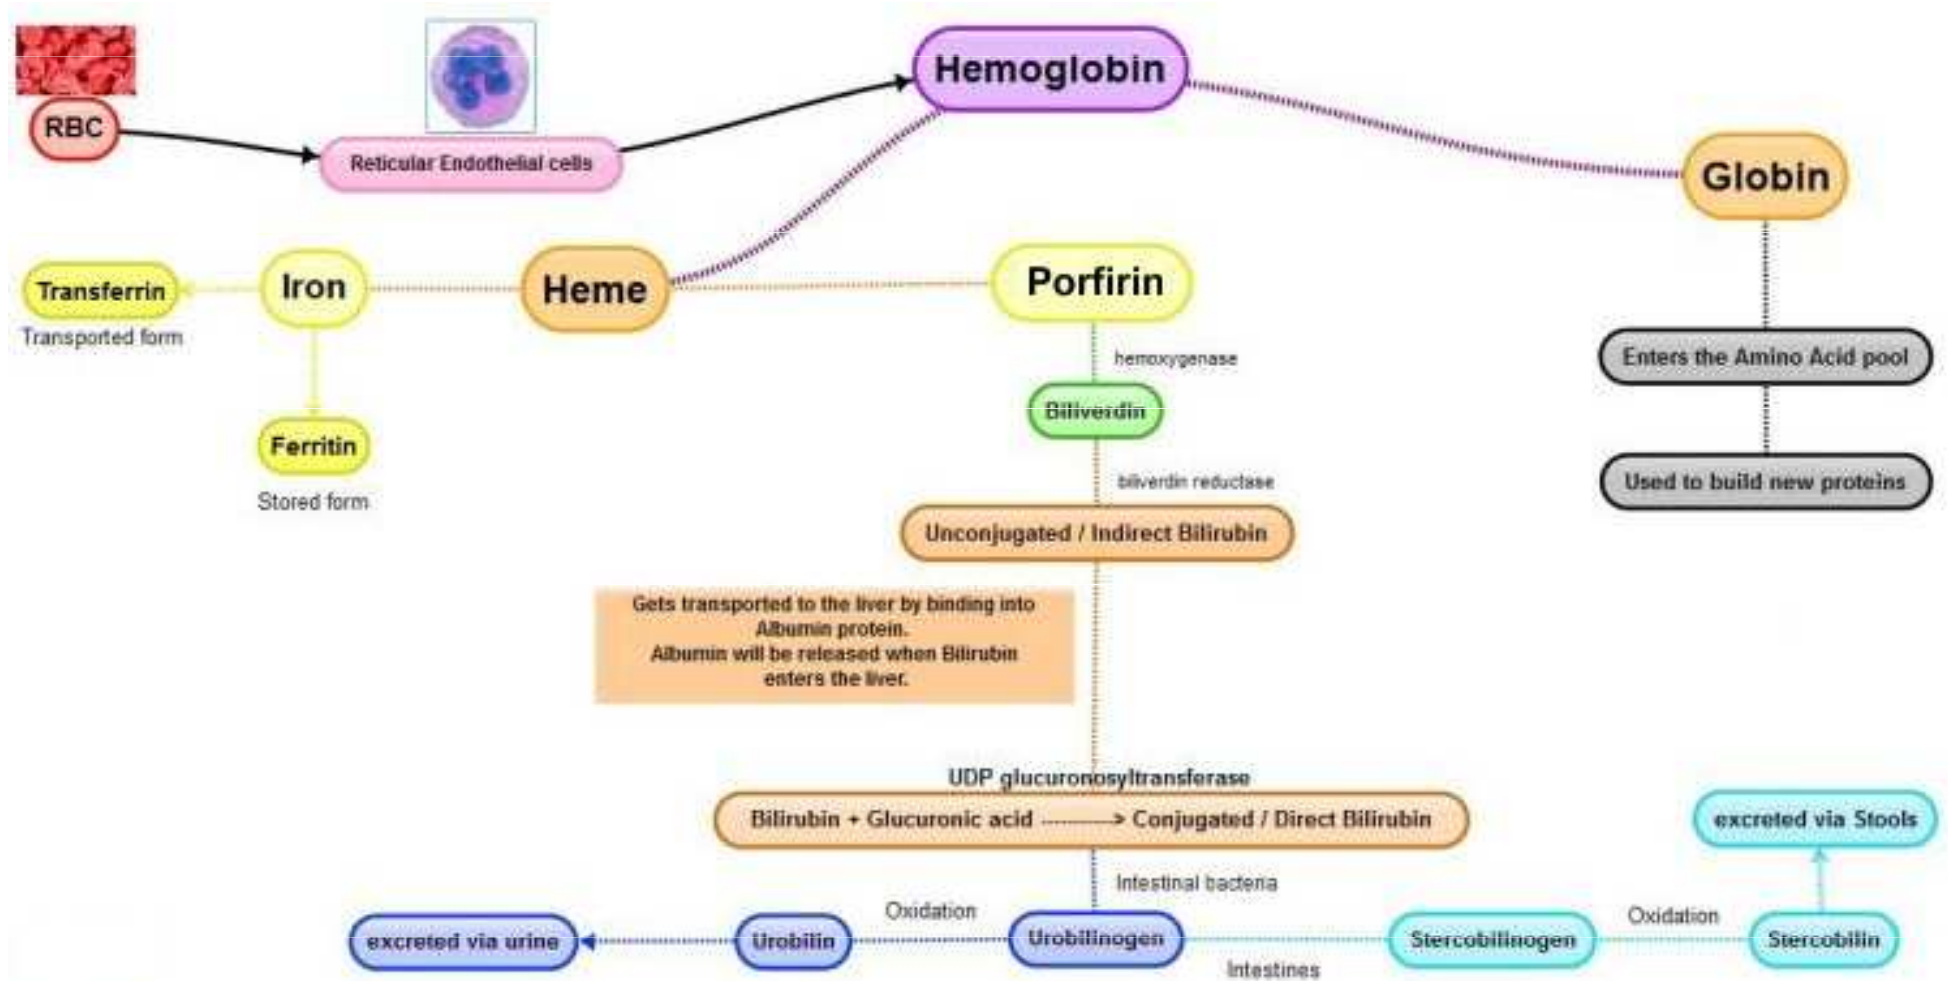 Hemoglobin
RBC
Reticular Endothelial cells
Globin
Transferrin
Iron
Heme
Porfirin
Transported form
hemoxygenase
Enters the Amino Acid pool
Biliverdin
Ferritin
biliverdin reductase
Used to build new proteins
Stored form
Unconjugated / Indirect Bilirubin
Gets transported to the liver by binding into
Albumin protein.
Albumin will be released when Bilirubin
enters the liver.
UDP glucuronosyltransferase
Bilirubin + Glucuronic acid ----------> Conjugated / Direct Bilirubin
excreted via Stools
Intestinal bacteria
Oxidation
Oxidation
excreted via urine
Urobilin
Urobilinogen
Stercobilinogen
Stercobilin
Intestines